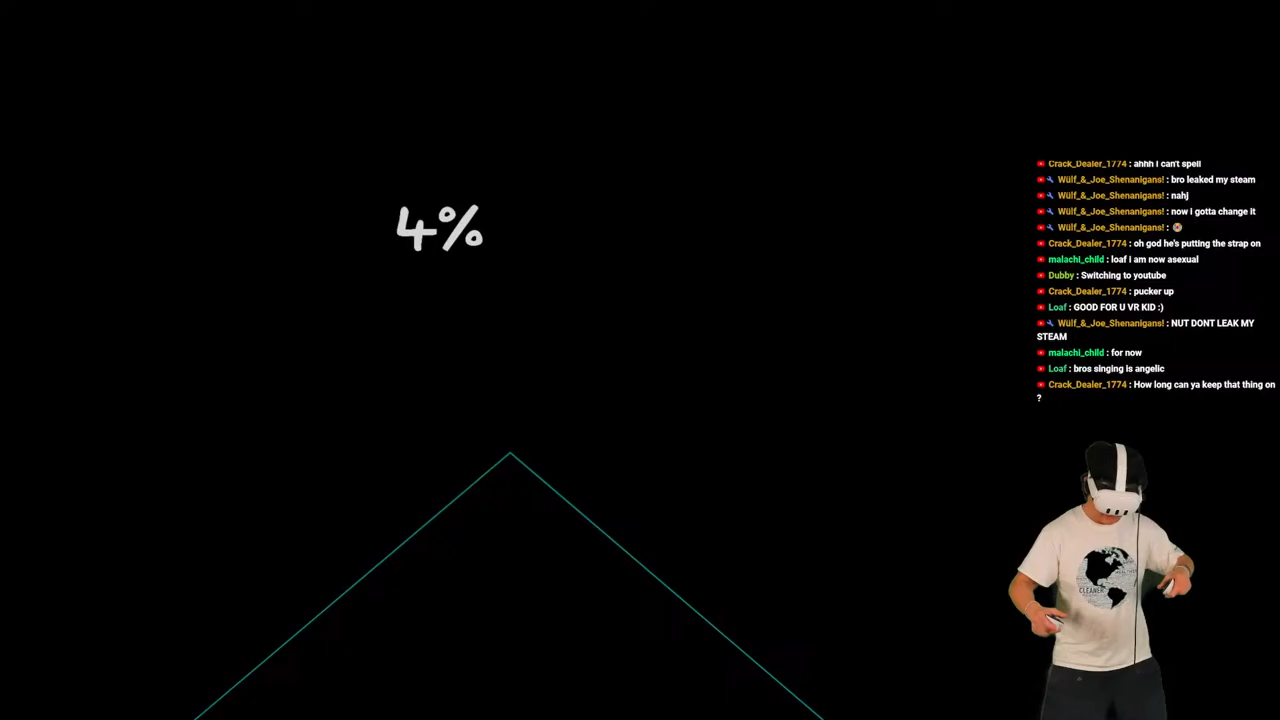 4%
Crack_Dealer_1774 : ahhh I can't spell
Wülf_&_Joe_Shenanigans! : bro leaked my steam
Wülf_&_Joe_Shenanigans! : nahj
Wülf_&_Joe_Shenanigans! : now I gotta change it
Wülf_&_Joe_Shenanigans! :
Crack_Dealer_1774 : oh god he's putting the strap on
malachi_child : loaf i am now asexual
Dubby : Switching to youtube
Crack_Dealer_1774 : pucker up
Loaf : GOOD FOR U VR KID :)
Wülf_&_Joe_Shenanigans! : NUT DONT LEAK MY
STEAM
malachi_child : for now
Loaf : bros singing is angelic
Crack_Dealer_1774 : How long can ya keep that thing on
?
CLEANER